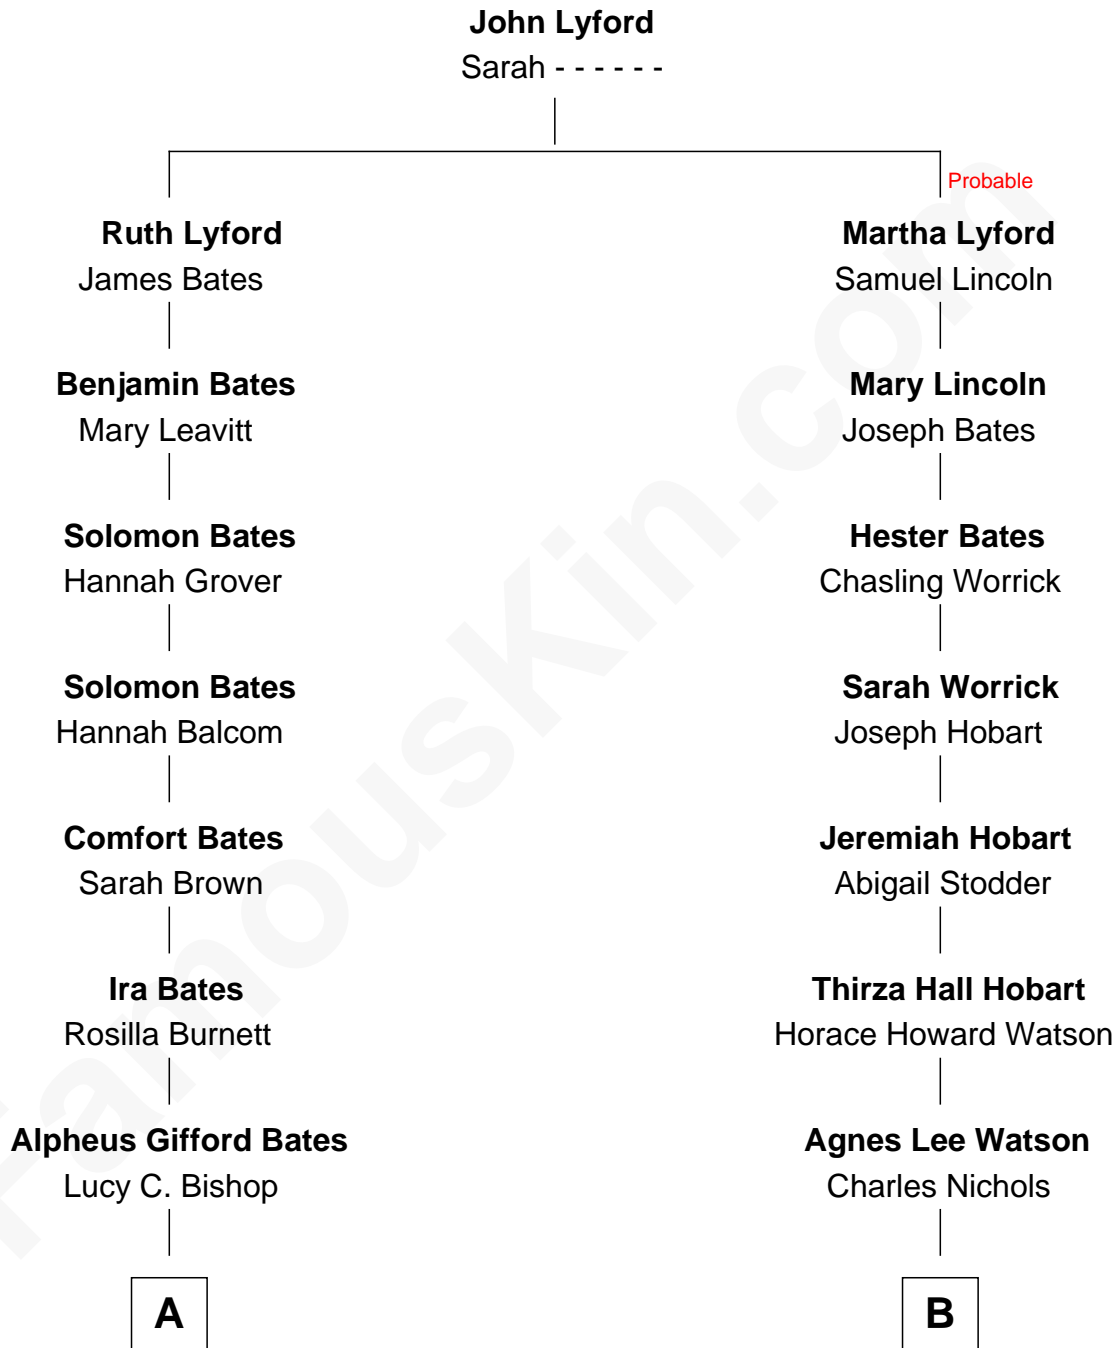 John Lyford
Sarah - - - - - -
Probable
Ruth Lyford
James Bates
Martha Lyford
Samuel Lincoln
Benjamin Bates
Mary Leavitt
Mary Lincoln
Joseph Bates
Solomon Bates
Hannah Grover
Hester Bates
Chasling Worrick
Solomon Bates
Hannah Balcom
Sarah Worrick
Joseph Hobart
Comfort Bates
Sarah Brown
Jeremiah Hobart
Abigail Stodder
Ira Bates
Rosilla Burnett
Thirza Hall Hobart
Horace Howard Watson
Alpheus Gifford Bates
Lucy C. Bishop
Agnes Lee Watson
Charles Nichols
A
B
FamousKin.com